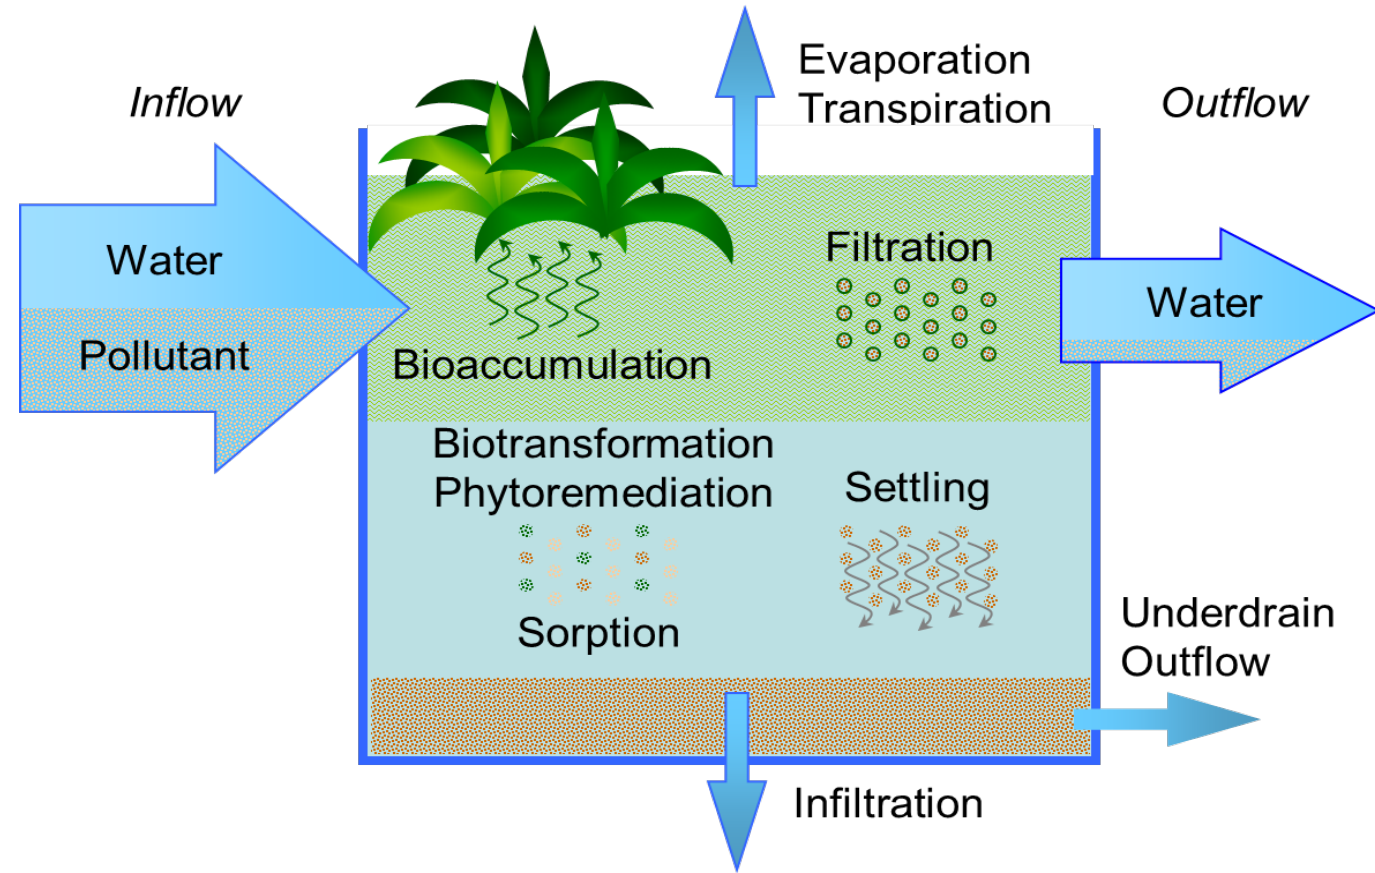 Inflow
Evaporation
Transpiration
Outflow
Water
Pollutant
Filtration
Water
Bioaccumulation
Biotransformation
Phytoremediation
Settling
Sorption
Underdrain
Outflow
Infiltration